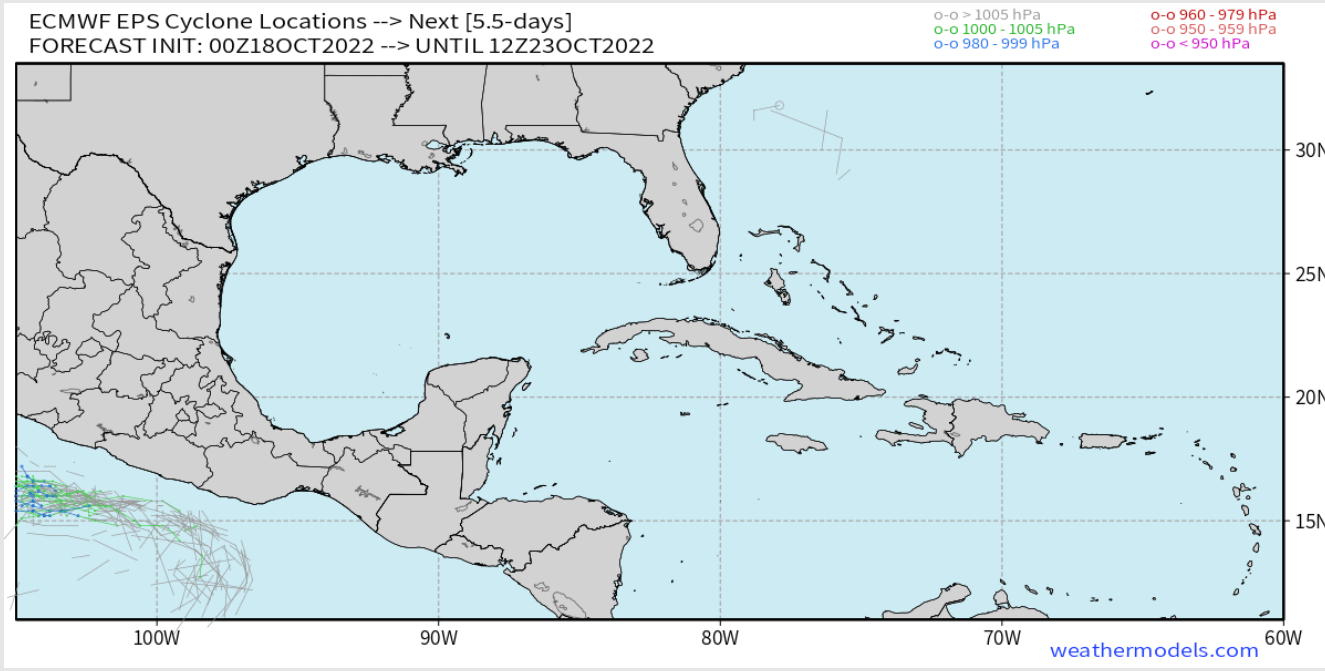 ECMWF EPS Cyclone Locations --> Next [5.5-days]
FORECAST INIT: 00Z18OCT2022 --> UNTIL 12Z23OCT2022
o-o > 1005 hPa
o-o 1000 - 1005 hPa
o-o 980 - 999 hPa
o-o 960 - 979 hPa
o-o 950 - 959 hPa
o-o < 950 hPa
30N
25N
20N
15N
100W
90W
80W
70W
60W
weathermodels.com